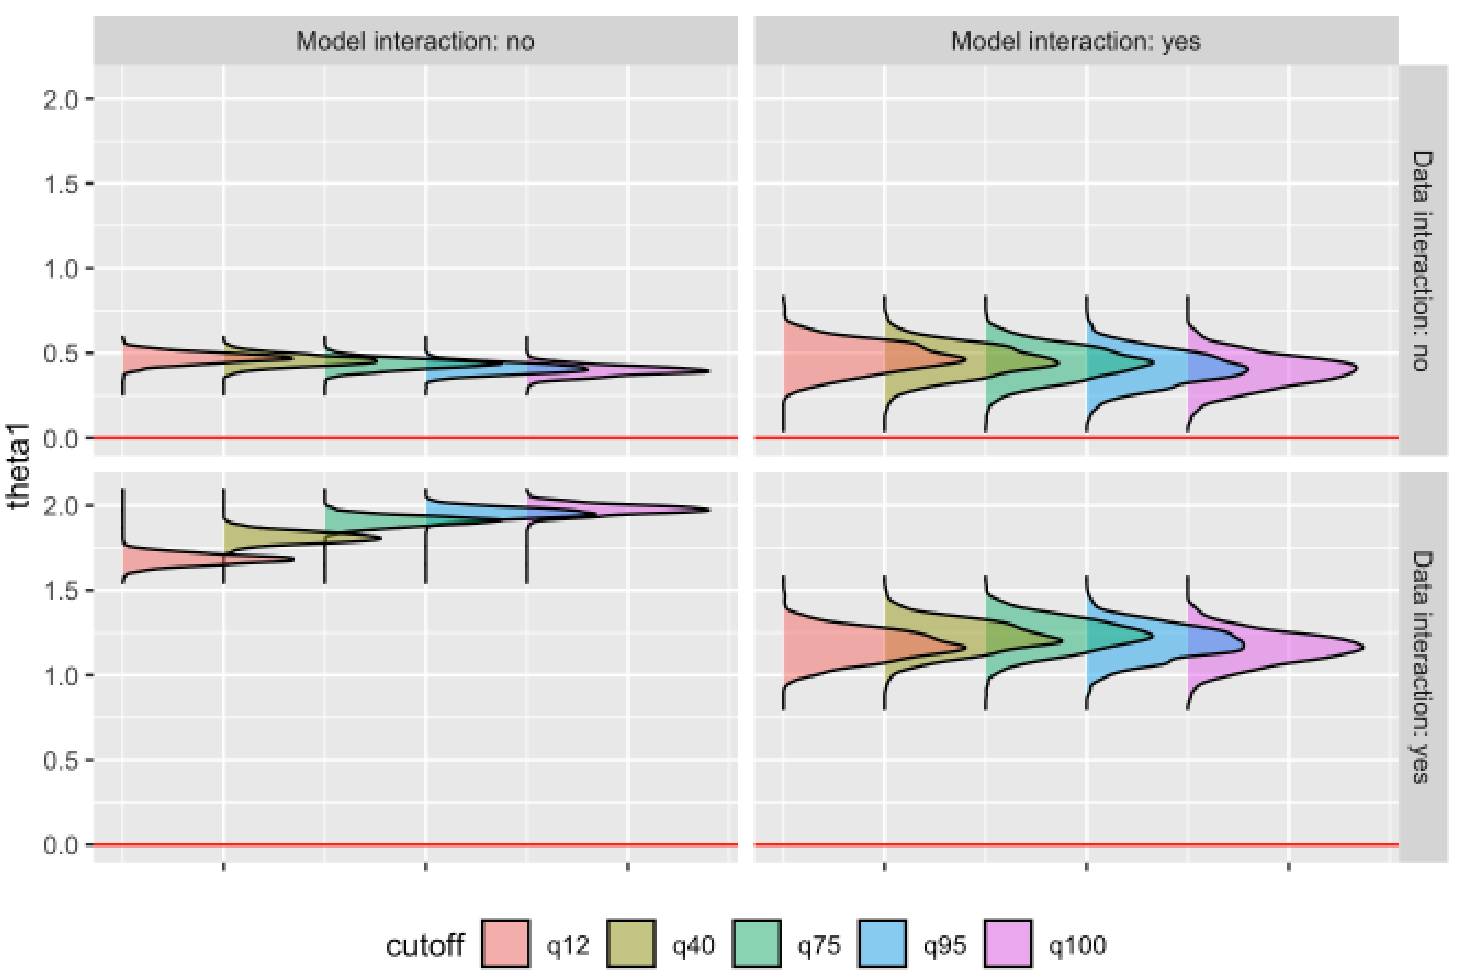 Model interaction: no
Model interaction: yes
2.0
1.5
1.0
0.5
0.0
Data interaction: no
theta1
2.0
1.5
1.0
0.5
0.0
Data interaction: yes
cutoff q12 q40 q75 q95 q100